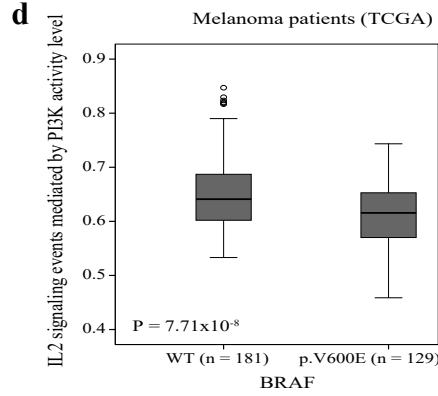 d
Melanoma patients (TCGA)
IL2 signaling events mediated by PI3K activity level
0.9
0.8
0.7
0.6
0.5
0.4
P = 7.71x10⁻⁸
WT (n = 181) p.V600E (n = 129)
BRAF